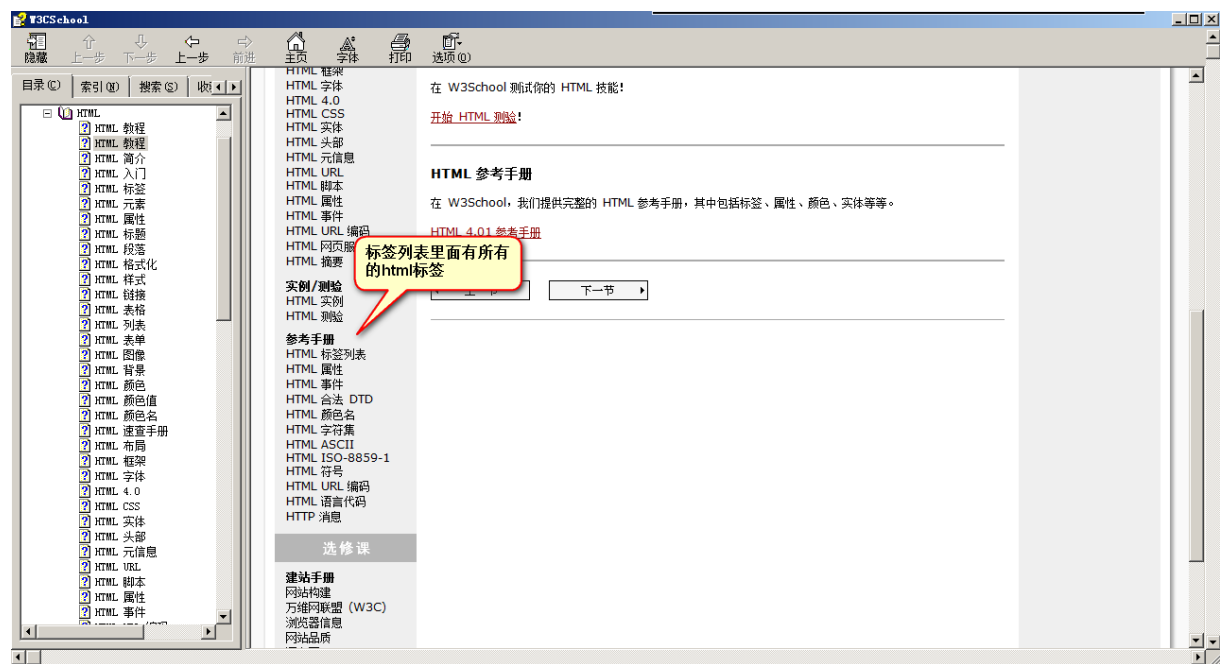 W3CSchool
隐藏 上一步 下一步 上一步 前进 主页 字体 打印 选项(O)
目录(C) 索引(N) 搜索(S)
HTML
HTML 教程
HTML 教程
HTML 简介
HTML 入门
HTML 标签
HTML 元素
HTML 属性
HTML 标题
HTML 段落
HTML 格式化
HTML 样式
HTML 链接
HTML 表格
HTML 列表
HTML 表单
HTML 图像
HTML 背景
HTML 颜色
HTML 颜色值
HTML 颜色名
HTML 速查手册
HTML 布局
HTML 框架
HTML 字体
HTML 4.0
HTML CSS
HTML 实体
HTML 头部
HTML 元信息
HTML URL
HTML 脚本
HTML 属性
HTML 事件
HTML 框架
HTML 字体
HTML 4.0
HTML CSS
HTML 实体
HTML 头部
HTML 元信息
HTML URL
HTML 脚本
HTML 属性
HTML 事件
HTML URL 编码
HTML 网页服
HTML 摘要
实例/测验
HTML 实例
HTML 测验
参考手册
HTML 标签列表
HTML 属性
HTML 事件
HTML 合法 DTD
HTML 颜色名
HTML 字符集
HTML ASCII
HTML ISO-8859-1
HTML 符号
HTML URL 编码
HTML 语言代码
HTTP 消息
选修课
建站手册
网站构建
万维网联盟 (W3C)
浏览器信息
网站品质
标签列表里面有所有
的html标签
在 W3School 测试你的 HTML 技能!
开始 HTML 测验!
HTML 参考手册
在 W3School，我们提供完整的 HTML 参考手册，其中包括标签、属性、颜色、实体等等。
HTML 4.01 参考手册
下一节